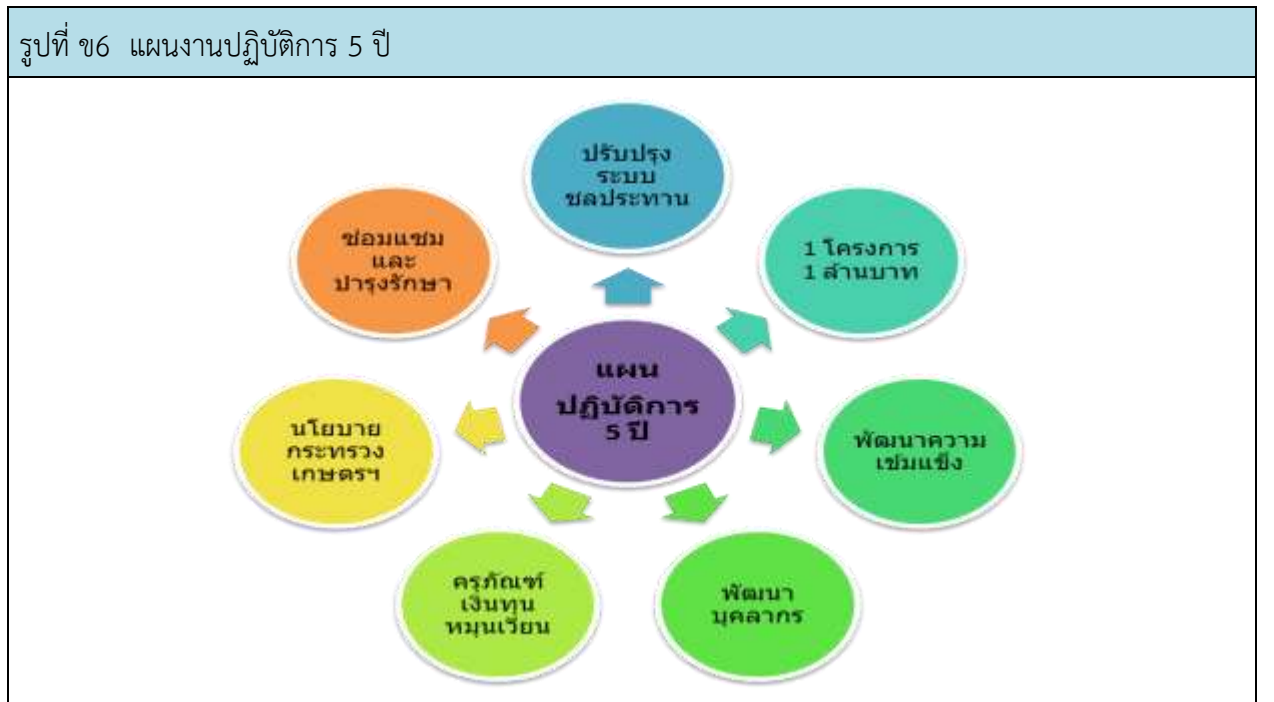 รูปที่ ข6 แผนงานปฏิบัติการ 5 ปี
ปรับปรุง
ระบบ
ชลประทาน
1 โครงการ
1 ล้านบาท
พัฒนาความ
เข้มแข็ง
พัฒนา
บุคลากร
ครุภัณฑ์
เงินทุน
หมุนเวียน
นโยบาย
กระทรวง
เกษตรฯ
ซ่อมแซม
และ
บำรุงรักษา
แผน
ปฏิบัติการ
5 ปี